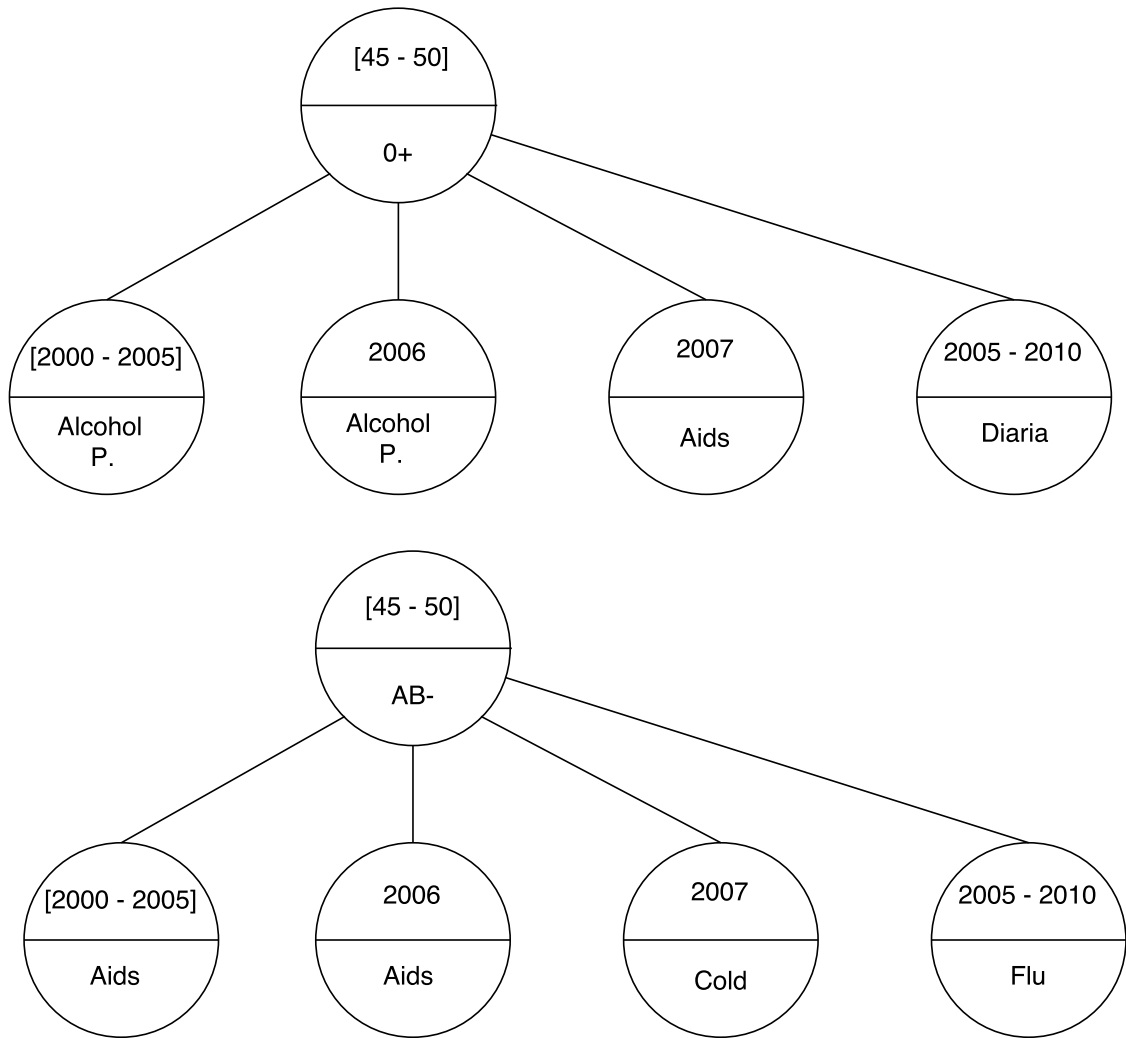 [45 - 50]
0+
[2000 - 2005]
2006
2007
2005 - 2010
Alcohol
P.
Alcohol
P.
Aids
Diaria
[45 - 50]
AB-
[2000 - 2005]
2006
2007
2005 - 2010
Aids
Aids
Cold
Flu